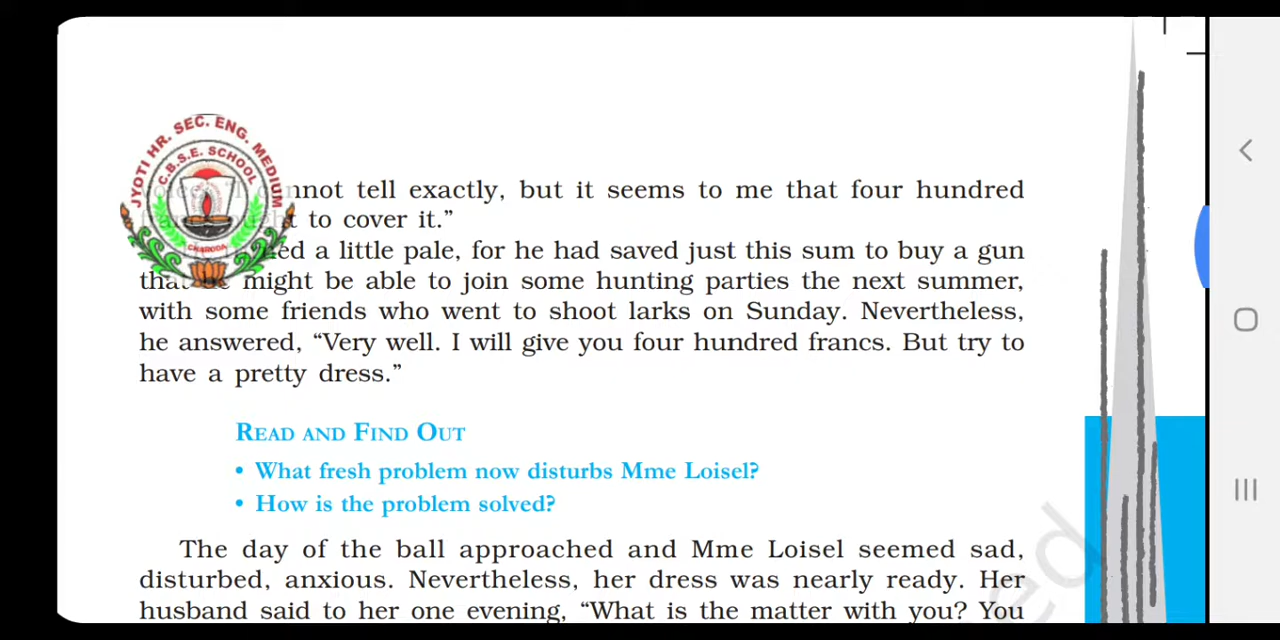 JYOTI HR. SEC. ENG. MEDIUM
C.B.S.E. SCHOOL
CHARODA
nnot tell exactly, but it seems to me that four hundred
t to cover it.”
ed a little pale, for he had saved just this sum to buy a gun
that might be able to join some hunting parties the next summer,
with some friends who went to shoot larks on Sunday. Nevertheless,
he answered, “Very well. I will give you four hundred francs. But try to
have a pretty dress.”
READ AND FIND OUT
• What fresh problem now disturbs Mme Loisel?
• How is the problem solved?
The day of the ball approached and Mme Loisel seemed sad,
disturbed, anxious. Nevertheless, her dress was nearly ready. Her
husband said to her one evening, “What is the matter with you? You
ed